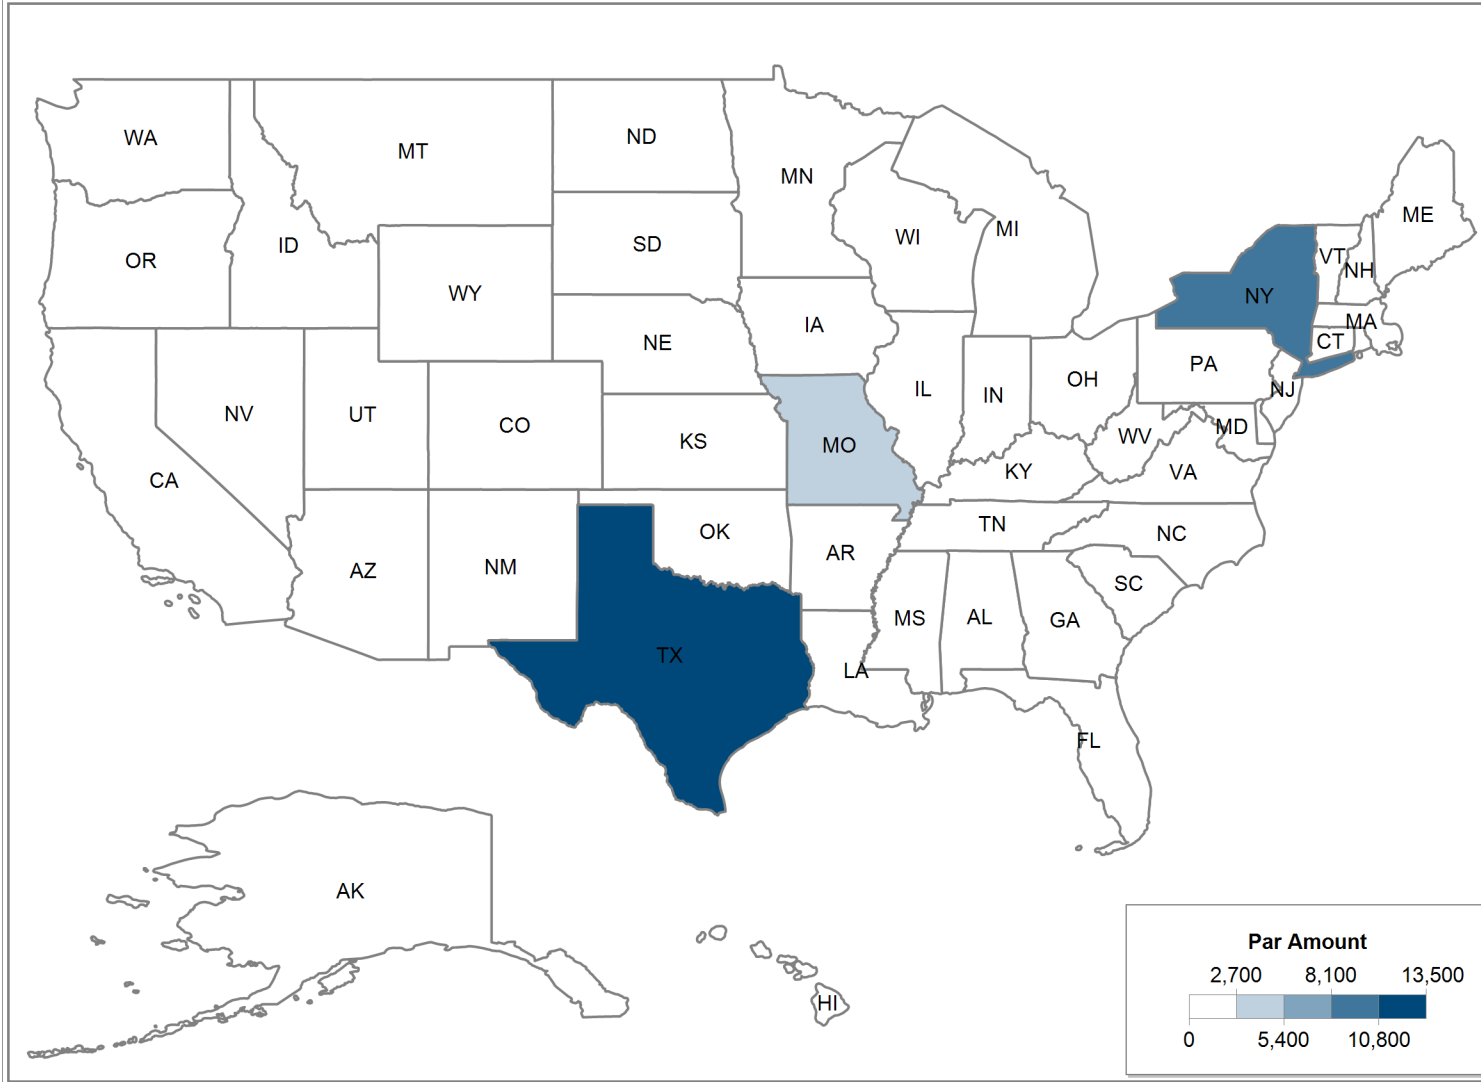 WA
MT
ND
MN
ME
OR
ID
SD
WI
MI
VT
NH
WY
NY
NE
IA
MA
CT
PA
NV
UT
CO
KS
MO
IL
IN
OH
NJ
WV
MD
CA
KY
VA
AZ
NM
OK
AR
TN
NC
SC
TX
LA
MS
AL
GA
FL
AK
HI
Par Amount
2,700 8,100 13,500
0 5,400 10,800